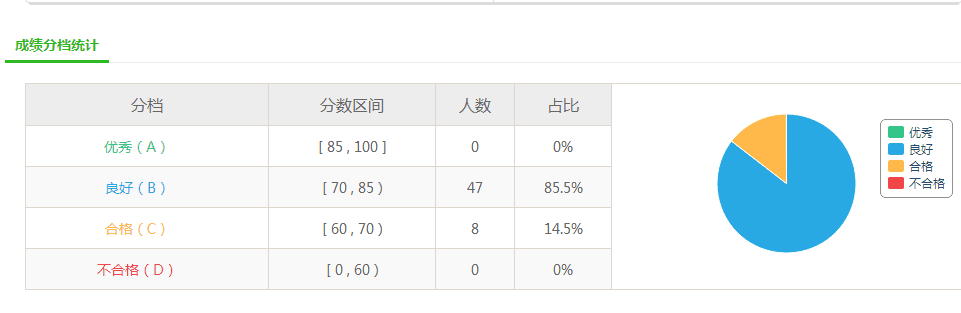 成绩分档统计
分档 分数区间 人数 占比
优秀（A） [ 85 , 100 ] 0 0%
良好（B） [ 70 , 85 ) 47 85.5%
合格（C） [ 60 , 70 ) 8 14.5%
不合格（D） [ 0 , 60 ) 0 0%
优秀
良好
合格
不合格